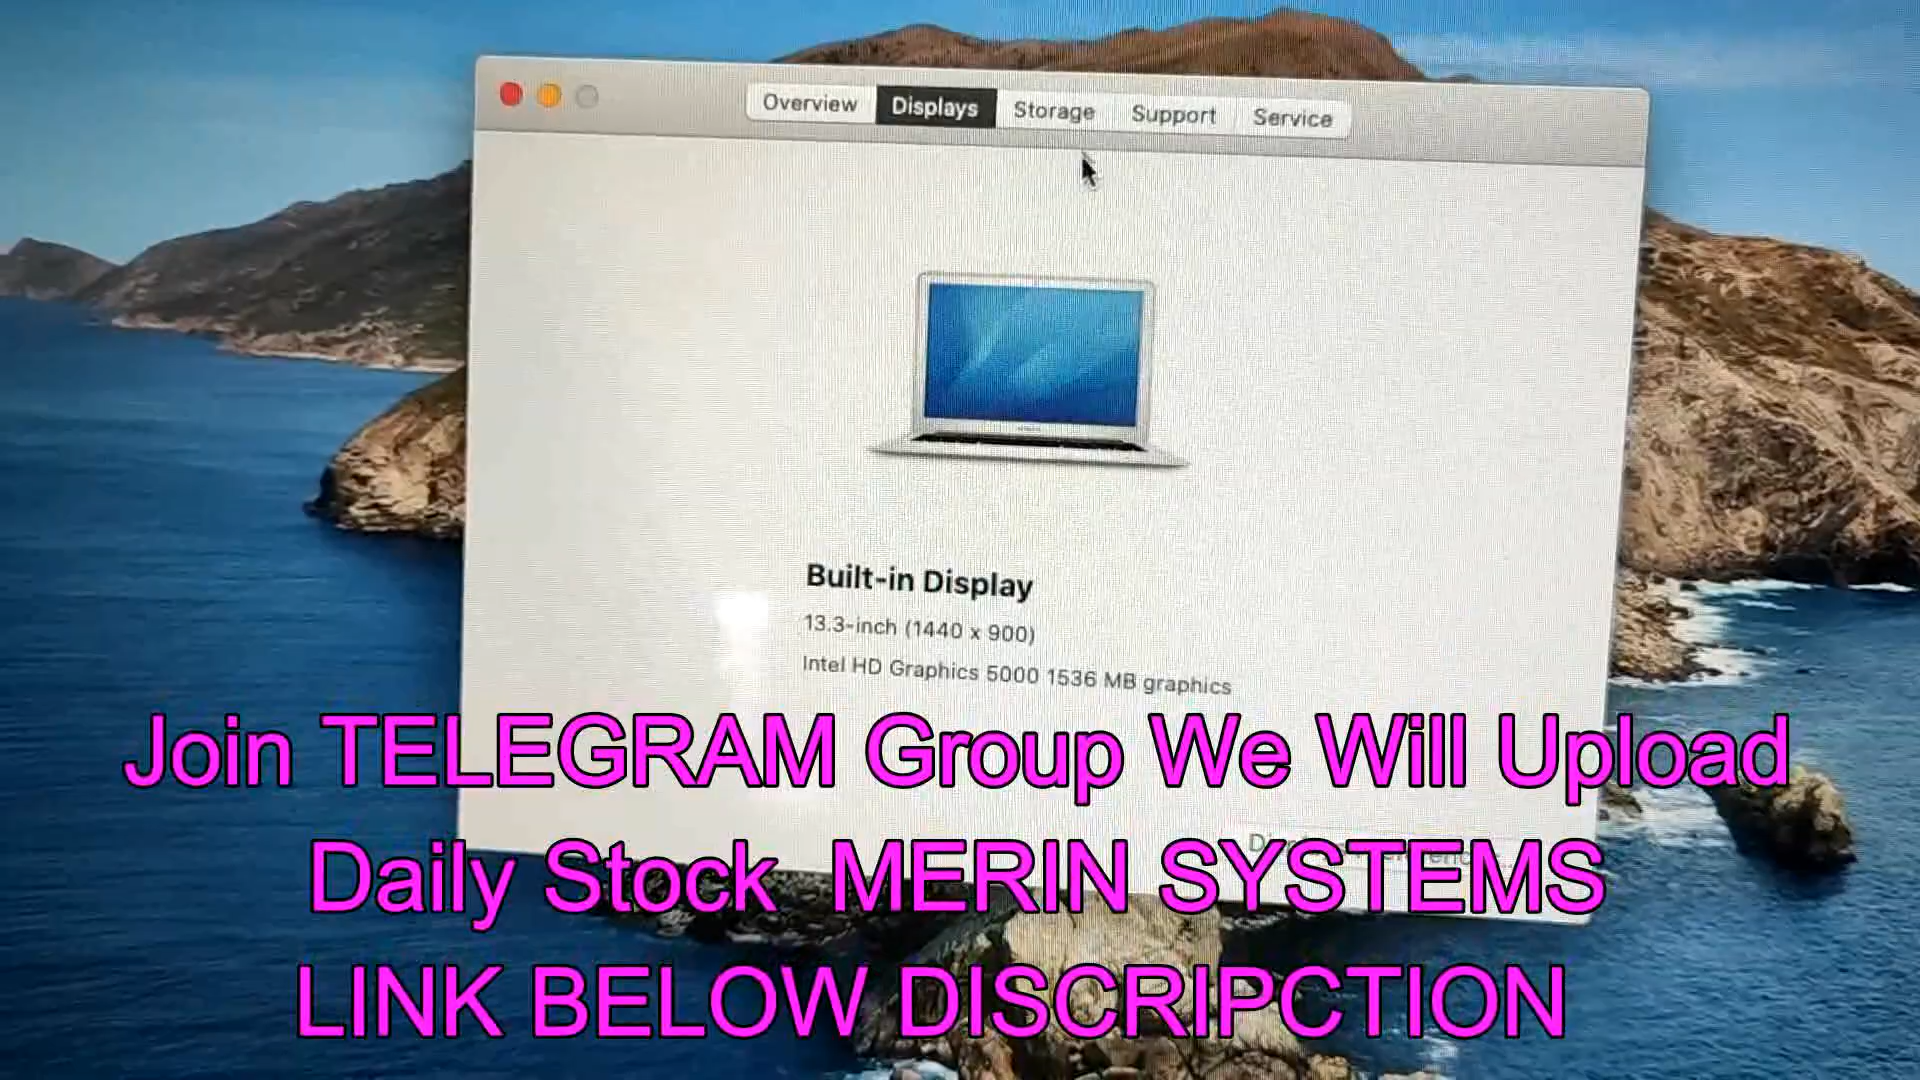 Overview Displays Storage Support Service
Built-in Display
13.3-inch (1440 x 900)
Intel HD Graphics 5000 1536 MB graphics
Join TELEGRAM Group We Will Upload
Daily Stock MERIN SYSTEMS
LINK BELOW DISCRIPCTION